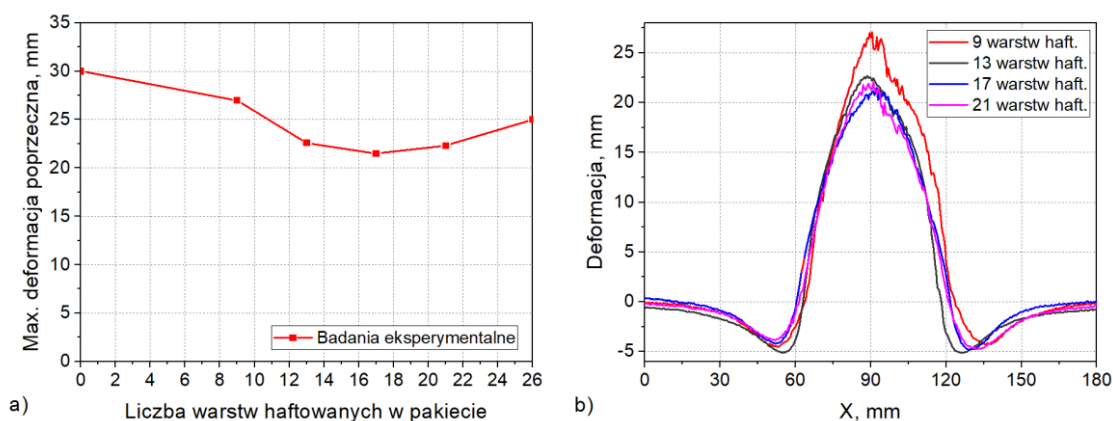 Max. deformacja poprzeczna, mm
35
30
25
20
15
10
5
0
0 2 4 6 8 10 12 14 16 18 20 22 24 26
Badania eksperymentalne
Liczba warstw haftowanych w pakiecie
a)
Deformacja, mm
25
20
15
10
5
0
-5
0 30 60 90 120 150 180
9 warstw haft.
13 warstw haft.
17 warstw haft.
21 warstw haft.
X, mm
b)